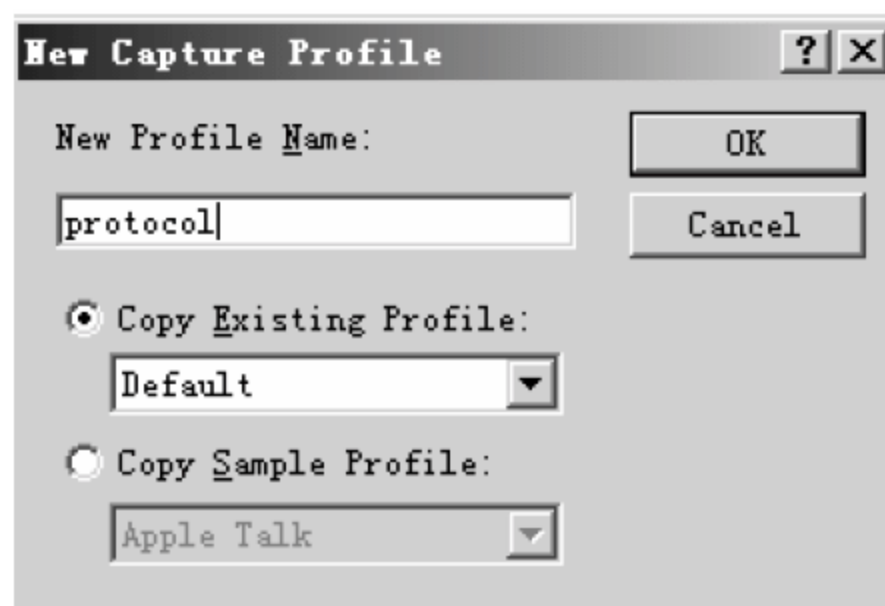 New Capture Profile
New Profile Name:
OK
protocol
Cancel
Copy Existing Profile:
Default
Copy Sample Profile:
Apple Talk